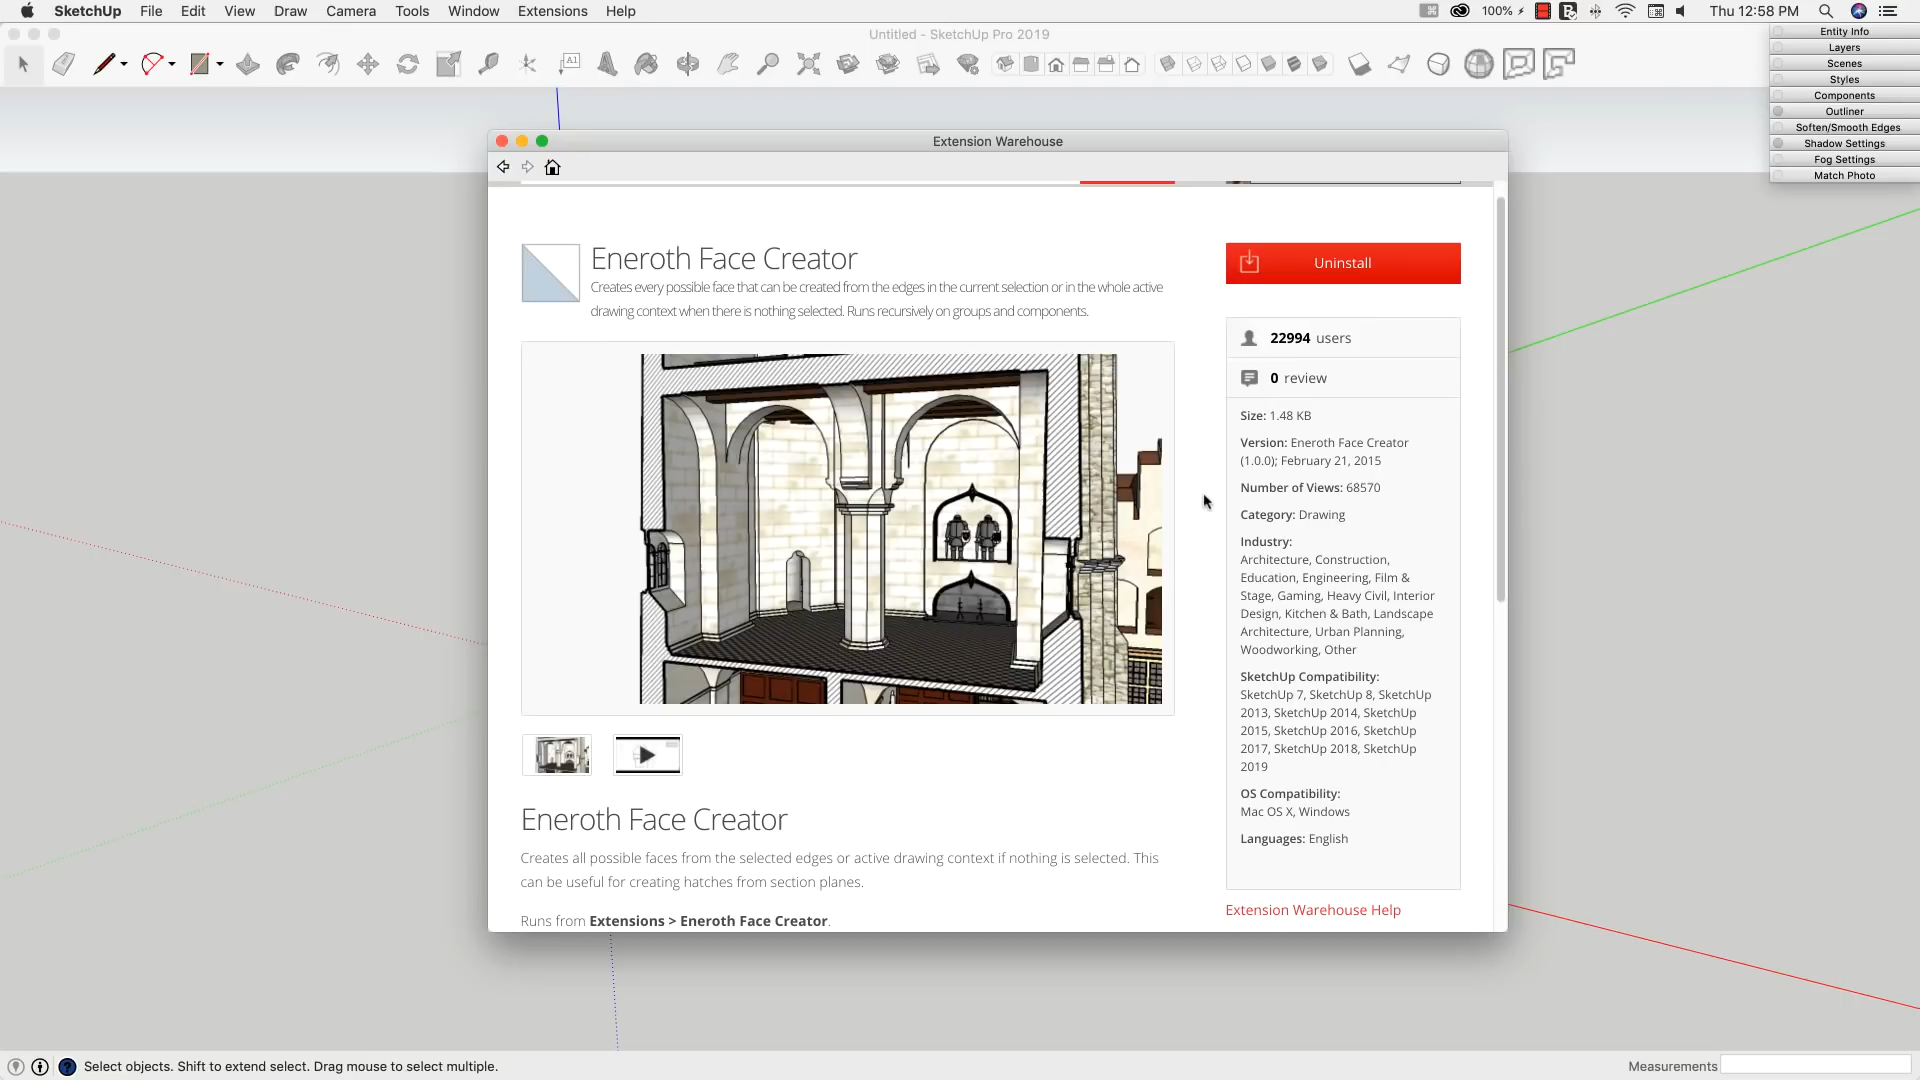 SketchUp File Edit View Draw Camera Tools Window Extensions Help
100% Thu 12:58 PM
Untitled - SketchUp Pro 2019
A1
Entity Info
Layers
Scenes
Styles
Components
Outliner
Soften/Smooth Edges
Shadow Settings
Fog Settings
Match Photo
Extension Warehouse
Eneroth Face Creator
Creates every possible face that can be created from the edges in the current selection or in the whole active
drawing context when there is nothing selected. Runs recursively on groups and components.
Uninstall
22994 users
0 review
Size: 1.48 KB
Version: Eneroth Face Creator
(1.0.0); February 21, 2015
Number of Views: 68570
Category: Drawing
Industry:
Architecture, Construction,
Education, Engineering, Film &
Stage, Gaming, Heavy Civil, Interior
Design, Kitchen & Bath, Landscape
Architecture, Urban Planning,
Woodworking, Other
SketchUp Compatibility:
SketchUp 7, SketchUp 8, SketchUp
2013, SketchUp 2014, SketchUp
2015, SketchUp 2016, SketchUp
2017, SketchUp 2018, SketchUp
2019
OS Compatibility:
Mac OS X, Windows
Languages: English
Extension Warehouse Help
Eneroth Face Creator
Creates all possible faces from the selected edges or active drawing context if nothing is selected. This
can be useful for creating hatches from section planes.
Runs from Extensions > Eneroth Face Creator.
Select objects. Shift to extend select. Drag mouse to select multiple.
Measurements